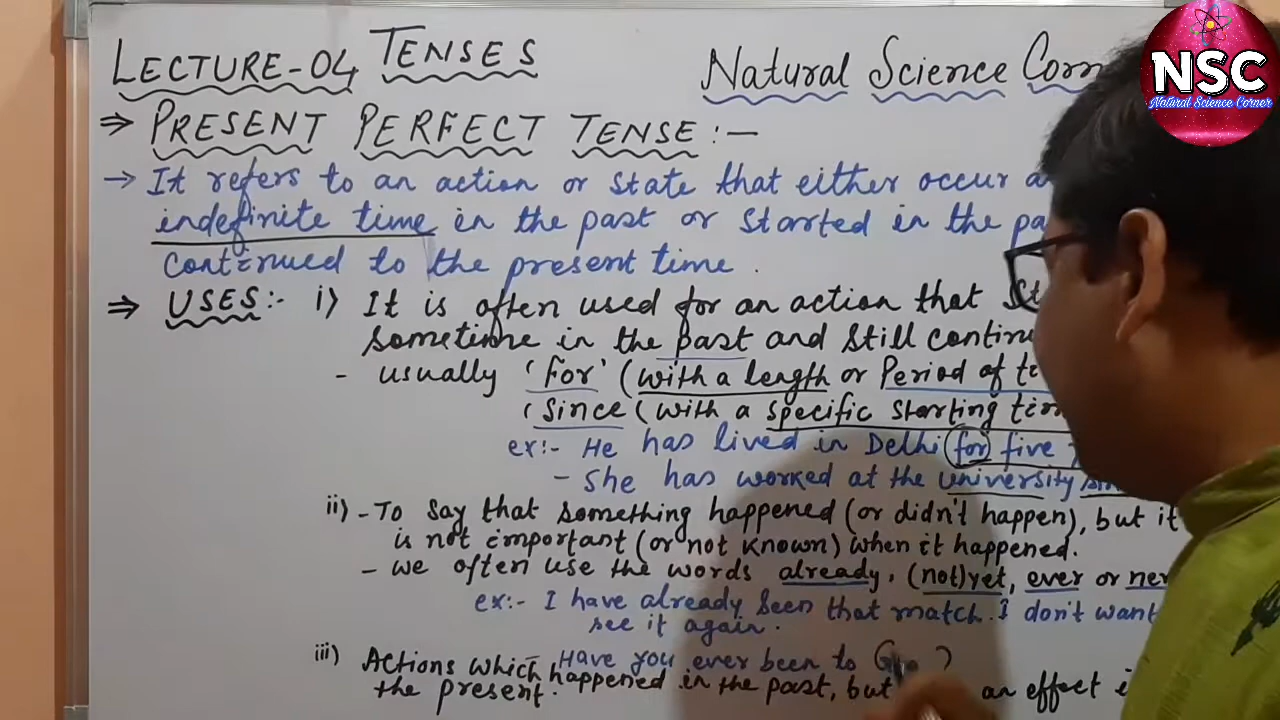 LECTURE-04 TENSES
Natural Science Corn
NSC
Natural Science Corner
⇒ PRESENT PERFECT TENSE :-
→ It refers to an action or state that either occur a
indefinite time in the past or started in the pa
continued to the present time.
⇒ USES:- i) It is often used for an action that st
sometime in the past and still continu
- usually 'For' (with a length or Period of ti
'Since (with a specific starting tim
ex:- He has lived in Delhi for five
- She has worked at the university sin
ii) - To say that something happened (or didn't happen), but it
is not important (or not known) when it happened.
- we often use the words already, (not) yet, ever or nev
ex:- I have already seen that match. I don't want
see it again.
- Have you ever been to ?
iii) Actions which happened in the past, but an effect i
the present.